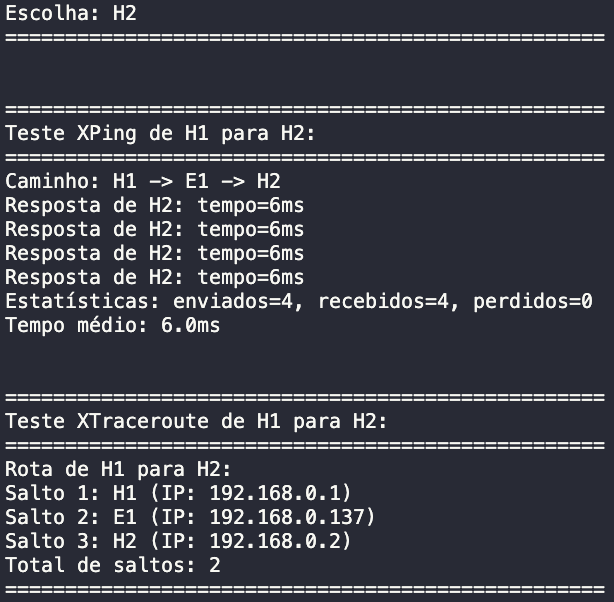 Escolha: H2
==================================================
==================================================
Teste XPing de H1 para H2:
==================================================
Caminho: H1 -> E1 -> H2
Resposta de H2: tempo=6ms
Resposta de H2: tempo=6ms
Resposta de H2: tempo=6ms
Resposta de H2: tempo=6ms
Estatísticas: enviados=4, recebidos=4, perdidos=0
Tempo médio: 6.0ms
==================================================
Teste XTraceroute de H1 para H2:
==================================================
Rota de H1 para H2:
Salto 1: H1 (IP: 192.168.0.1)
Salto 2: E1 (IP: 192.168.0.137)
Salto 3: H2 (IP: 192.168.0.2)
Total de saltos: 2
==================================================